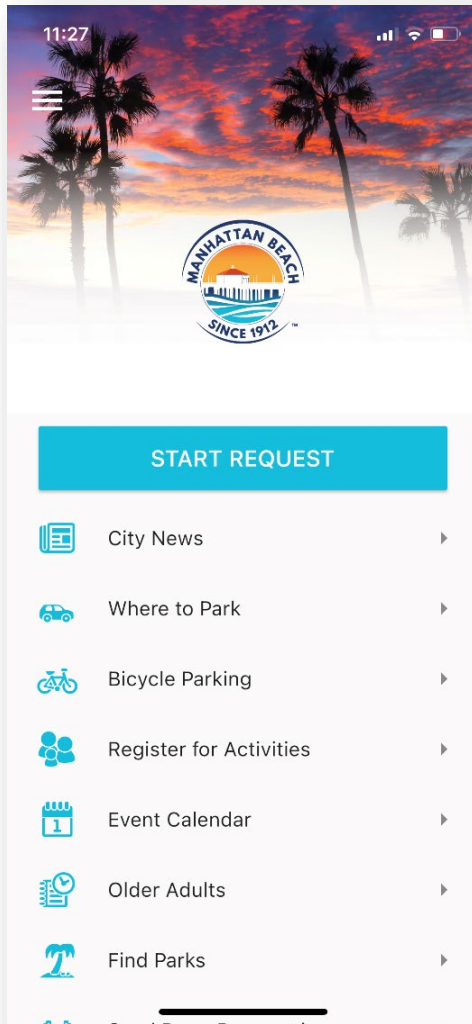 11:27
MANHATTAN BEACH
SINCE 1912 ™
START REQUEST
City News
Where to Park
Bicycle Parking
Register for Activities
1
Event Calendar
Older Adults
Find Parks